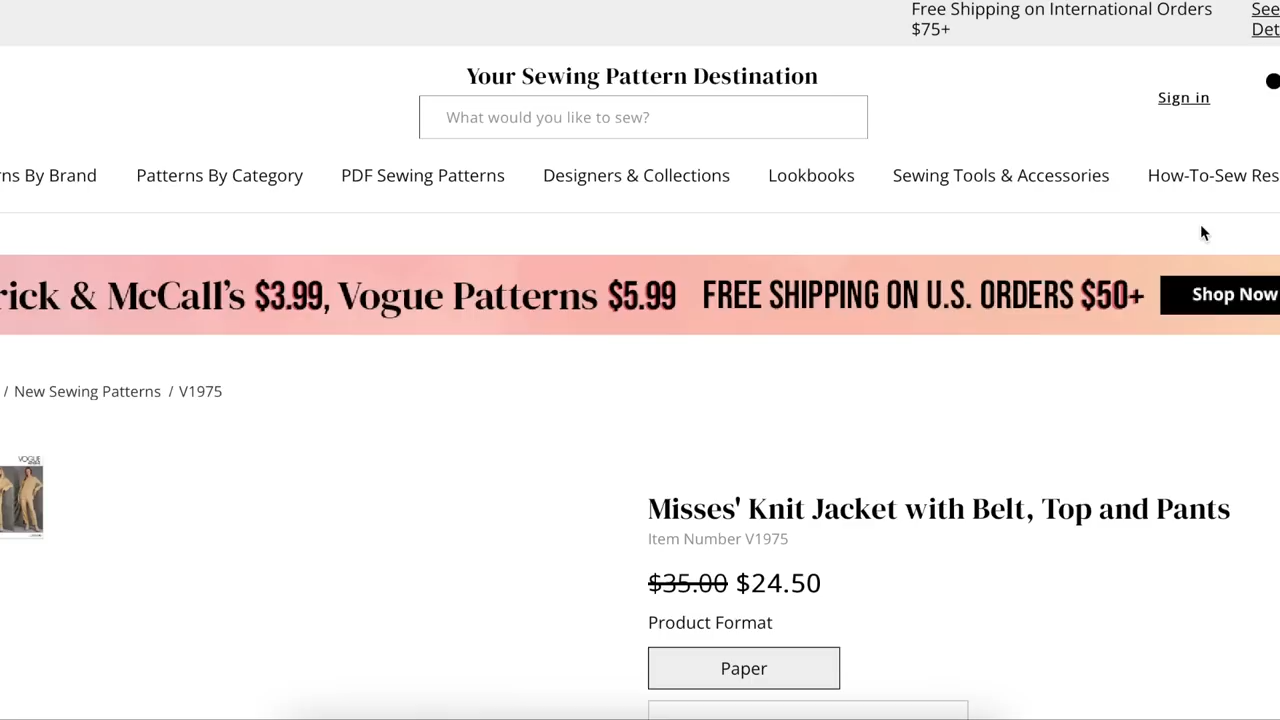 Free Shipping on International Orders
$75+
See
Det
Your Sewing Pattern Destination
What would you like to sew?
Sign in
rns By Brand Patterns By Category PDF Sewing Patterns Designers & Collections Lookbooks Sewing Tools & Accessories How-To-Sew Res
rick & McCall's $3.99, Vogue Patterns $5.99 FREE SHIPPING ON U.S. ORDERS $50+ Shop Now
/ New Sewing Patterns / V1975
VOGUE
Misses' Knit Jacket with Belt, Top and Pants
Item Number V1975
$35.00 $24.50
Product Format
Paper